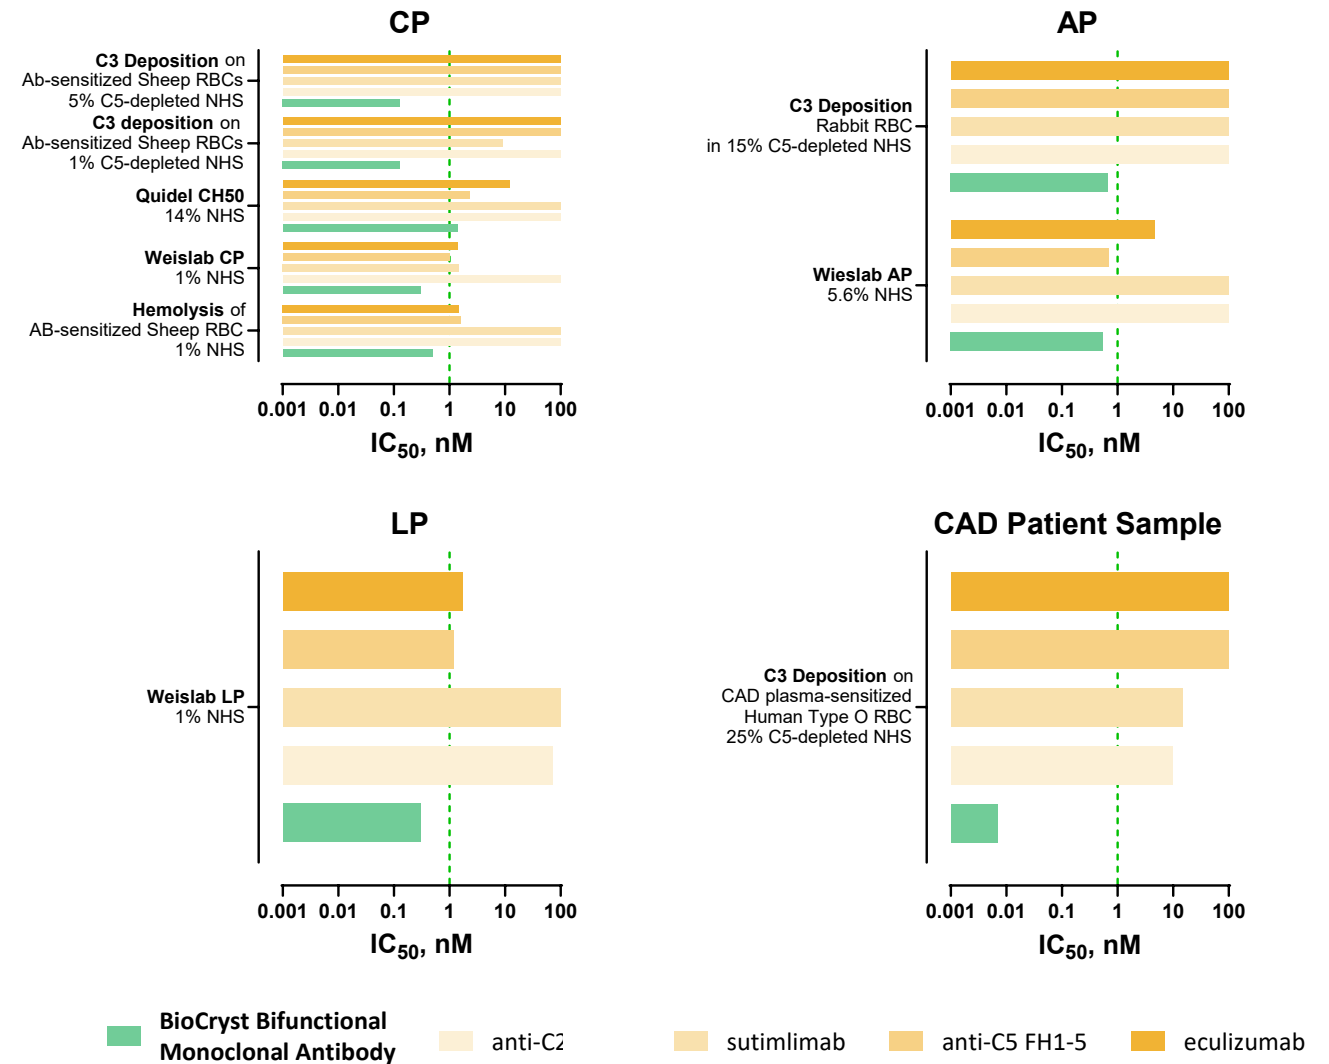 CP
C3 Deposition on
Ab-sensitized Sheep RBCs
5% C5-depleted NHS
C3 deposition on
Ab-sensitized Sheep RBCs
1% C5-depleted NHS
Quidel CH50
14% NHS
Weislab CP
1% NHS
Hemolysis of
AB-sensitized Sheep RBC
1% NHS
0.001 0.01 0.1 1 10 100
IC50, nM
AP
C3 Deposition
Rabbit RBC
in 15% C5-depleted NHS
Wieslab AP
5.6% NHS
0.001 0.01 0.1 1 10 100
IC50, nM
LP
Weislab LP
1% NHS
0.001 0.01 0.1 1 10 100
IC50, nM
CAD Patient Sample
C3 Deposition on
CAD plasma-sensitized
Human Type O RBC
25% C5-depleted NHS
0.001 0.01 0.1 1 10 100
IC50, nM
BioCryst Bifunctional
Monoclonal Antibody
anti-C2
sutimlimab
anti-C5 FH1-5
eculizumab